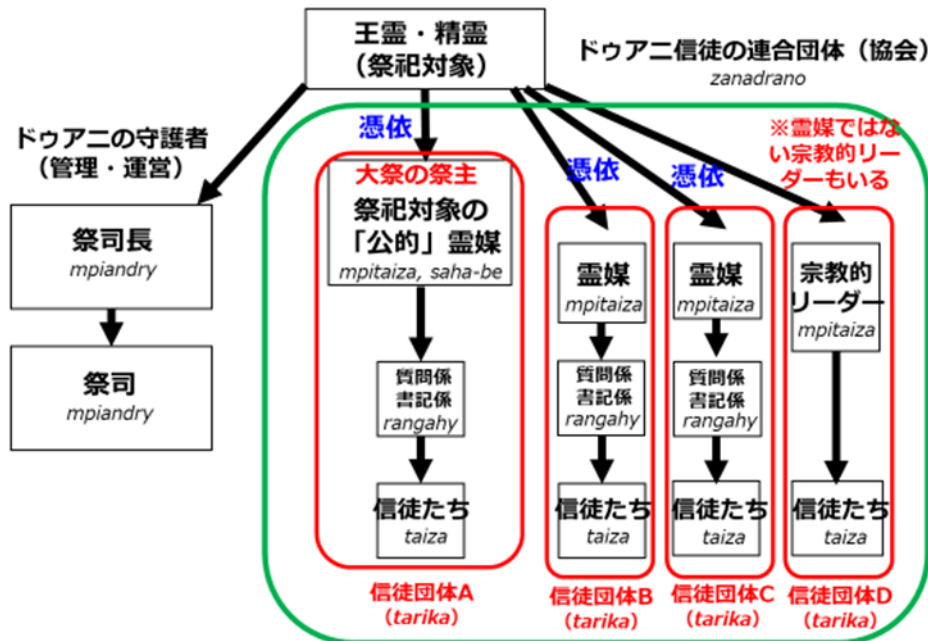 王霊・精霊
（祭祀対象）
ドゥアニ信徒の連合団体（協会）
zanadrano
ドゥアニの守護者
（管理・運営）
祭司長
mpiandry
祭司
mpiandry
憑依
大祭の祭主
祭祀対象の
「公的」霊媒
mpitaiza, saha-be
質問係
書記係
rangahy
信徒たち
taiza
信徒団体A
（tarika）
憑依
霊媒
mpitaiza
質問係
書記係
rangahy
信徒たち
taiza
信徒団体B
（tarika）
憑依
霊媒
mpitaiza
質問係
書記係
rangahy
信徒たち
taiza
信徒団体C
（tarika）
※霊媒ではな
い宗教的リー
ダーもいる
宗教的
リーダー
mpitaiza
信徒たち
taiza
信徒団体D
（tarika）